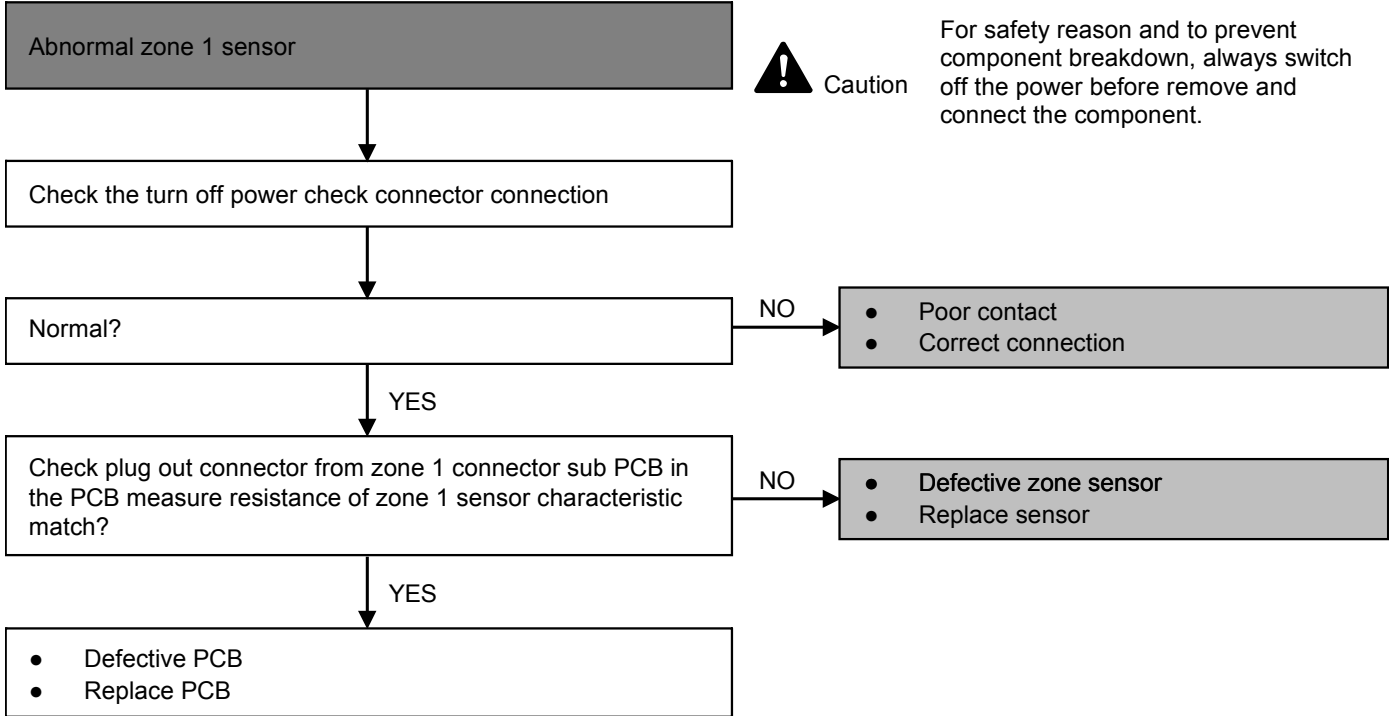 Abnormal zone 1 sensor
Caution
For safety reason and to prevent
component breakdown, always switch
off the power before remove and
connect the component.
Check the turn off power check connector connection
Normal?
NO
● Poor contact
● Correct connection
YES
Check plug out connector from zone 1 connector sub PCB in
the PCB measure resistance of zone 1 sensor characteristic
match?
NO
● Defective zone sensor
● Replace sensor
YES
● Defective PCB
● Replace PCB